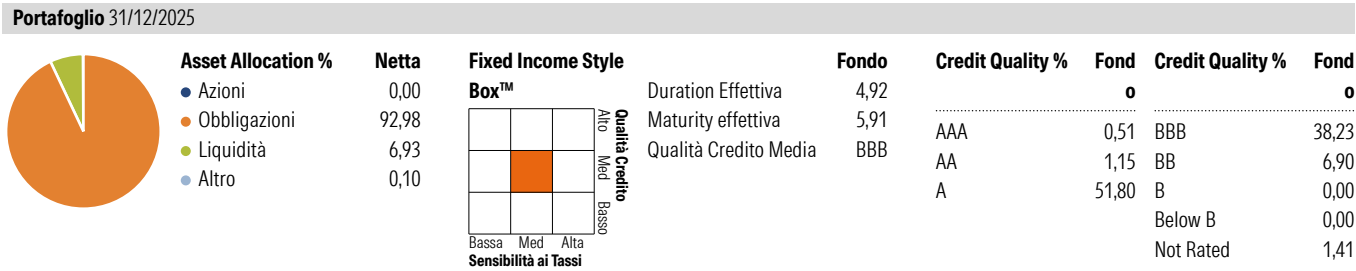 Portafoglio 31/12/2025
Asset Allocation % Netta
Azioni 0,00
Obbligazioni 92,98
Liquidità 6,93
Altro 0,10
Fixed Income Style
Box™
Alto
Med
Basso
Qualità Credito
Bassa Med Alta
Sensibilità ai Tassi
Fondo
Duration Effettiva 4,92
Maturity effettiva 5,91
Qualità Credito Media BBB
Credit Quality % Fond
o
AAA 0,51
AA 1,15
A 51,80
Credit Quality % Fond
o
BBB 38,23
BB 6,90
B 0,00
Below B 0,00
Not Rated 1,41